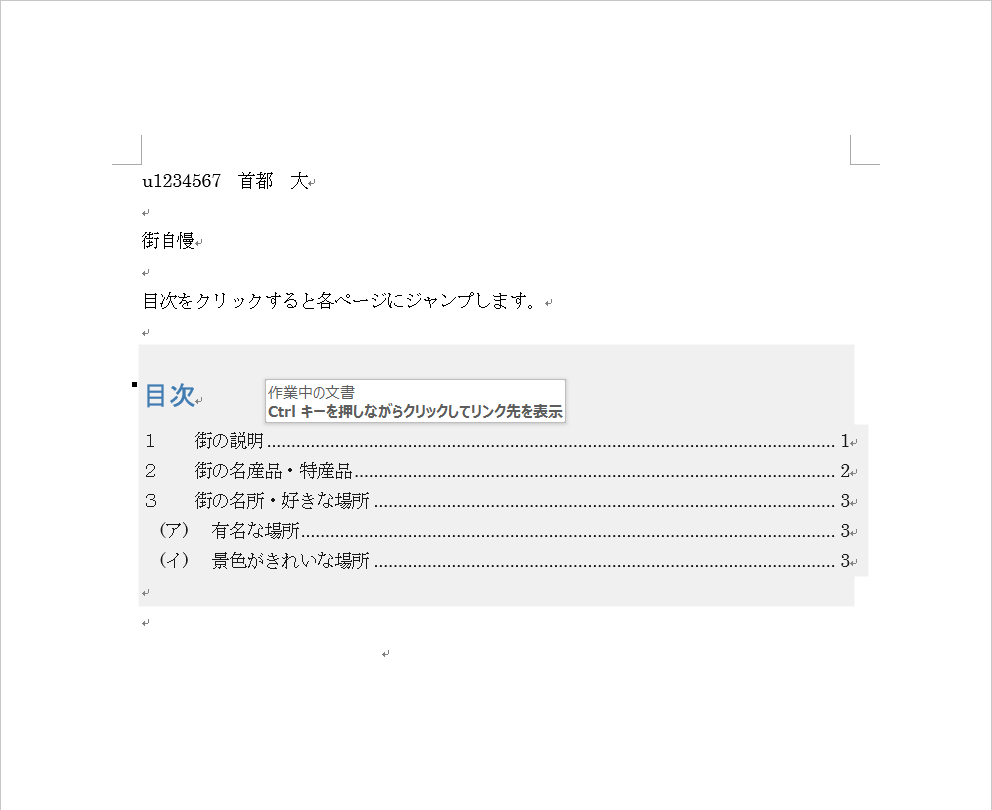 u1234567　首都　大
街自慢
目次をクリックすると各ページにジャンプします。
目次
作業中の文書
Ctrl キーを押しながらクリックしてリンク先を表示
1　街の説明........................................ 1
2　街の名産品・特産品........................................ 2
3　街の名所・好きな場所........................................ 3
(ア)　有名な場所........................................ 3
(イ)　景色がきれいな場所........................................ 3